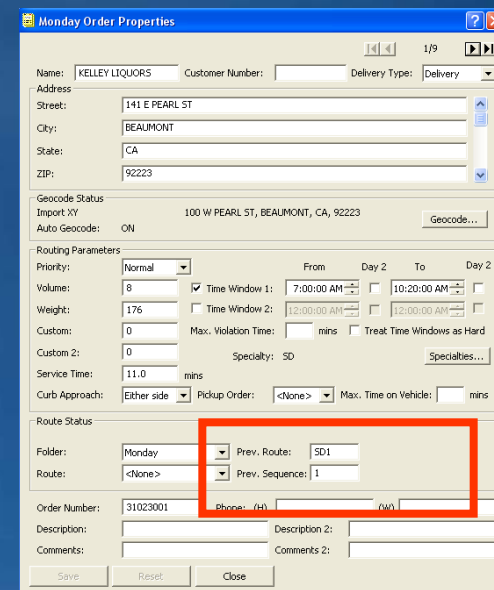 Monday Order Properties
1/9
Name: KELLEY LIQUORS Customer Number: Delivery Type: Delivery
Address
Street: 141 E PEARL ST
City: BEAUMONT
State: CA
ZIP: 92223
Geocode Status
Import XY 100 W PEARL ST, BEAUMONT, CA, 92223
Auto Geocode: ON Geocode...
Routing Parameters
Priority: Normal From Day 2 To Day 2
Volume: 8 Time Window 1: 7:00:00 AM 10:20:00 AM
Weight: 176 Time Window 2: 12:00:00 AM 12:00:00 AM
Custom: 0 Max. Violation Time: mins Treat Time Windows as Hard
Custom 2: 0 Specialty: SD Specialties...
Service Time: 11.0 mins
Curb Approach: Either side Pickup Order: <None> Max. Time on Vehicle: mins
Route Status
Folder: Monday Prev. Route: SD1
Route: <None> Prev. Sequence: 1
Order Number: 31023001 Phone: (H) (W)
Description: Description 2:
Comments: Comments 2:
Save Reset Close